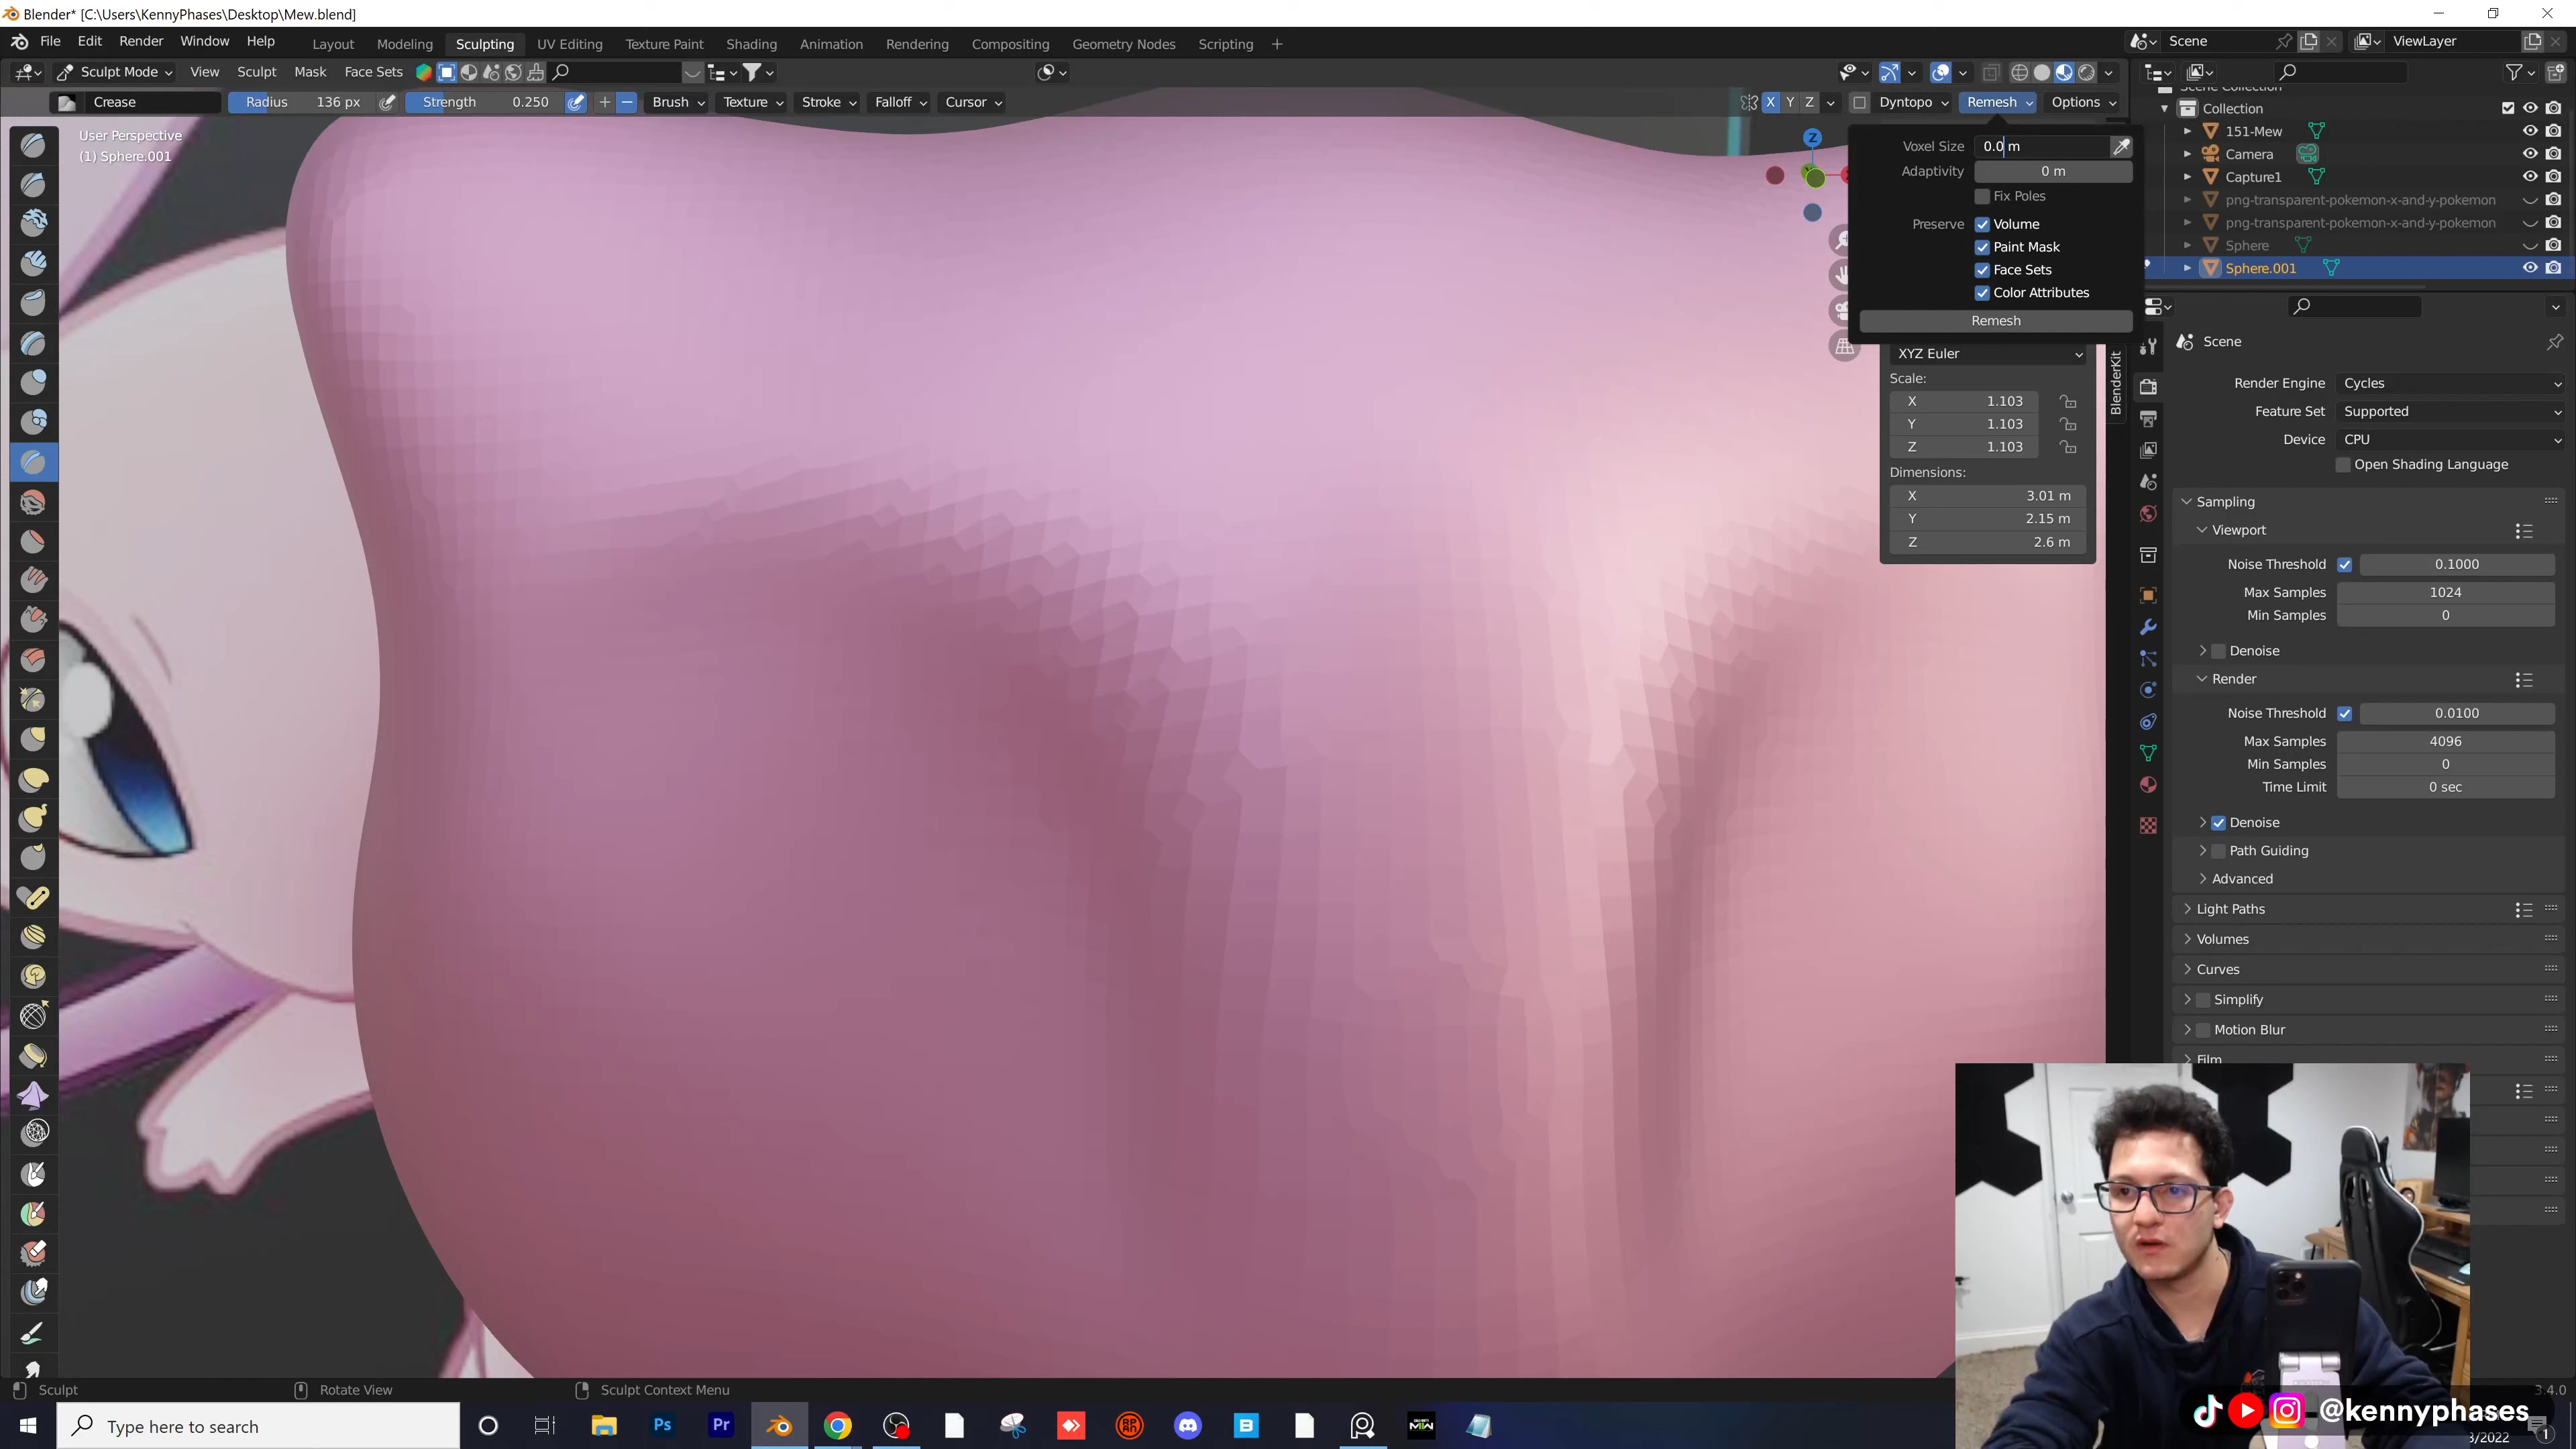 Blender* [C:\Users\KennyPhases\Desktop\Mew.blend]
File Edit Render Window Help Layout Modeling Sculpting UV Editing Texture Paint Shading Animation Rendering Compositing Geometry Nodes Scripting + Scene ViewLayer
Sculpt Mode View Sculpt Mask Face Sets
Crease Radius 136 px Strength 0.250 Brush Texture Stroke Falloff Cursor X Y Z Dyntopo Remesh Options
User Perspective
(1) Sphere.001
Z
Voxel Size 0.0 m
Adaptivity 0 m
Fix Poles
Preserve Volume
Paint Mask
Face Sets
Color Attributes
Remesh
XYZ Euler
Scale:
X 1.103
Y 1.103
Z 1.103
Dimensions:
X 3.01 m
Y 2.15 m
Z 2.6 m
BlenderKit
Scene Collection
Collection
151-Mew
Camera
Capture1
png-transparent-pokemon-x-and-y-pokemon
png-transparent-pokemon-x-and-y-pokemon
Sphere
Sphere.001
Scene
Render Engine Cycles
Feature Set Supported
Device CPU
Open Shading Language
Sampling
Viewport
Noise Threshold 0.1000
Max Samples 1024
Min Samples 0
Denoise
Render
Noise Threshold 0.0100
Max Samples 4096
Min Samples 0
Time Limit 0 sec
Denoise
Path Guiding
Advanced
Light Paths
Volumes
Curves
Simplify
Motion Blur
Film
Sculpt Rotate View Sculpt Context Menu
3.4.0
Type here to search
Ps Pr
@kennyphases